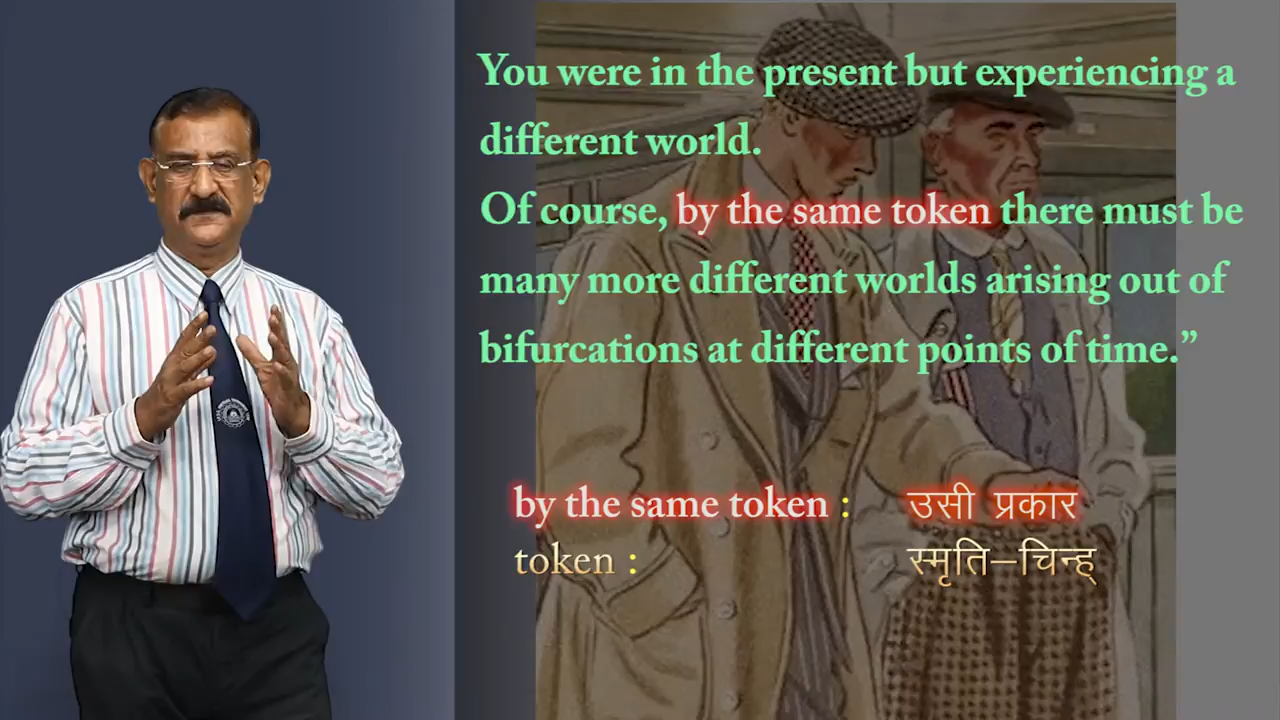 You were in the present but experiencing a
different world.
Of course, by the same token there must be
many more different worlds arising out of
bifurcations at different points of time.”
by the same token : उसी प्रकार
token : स्मृति–चिन्ह्